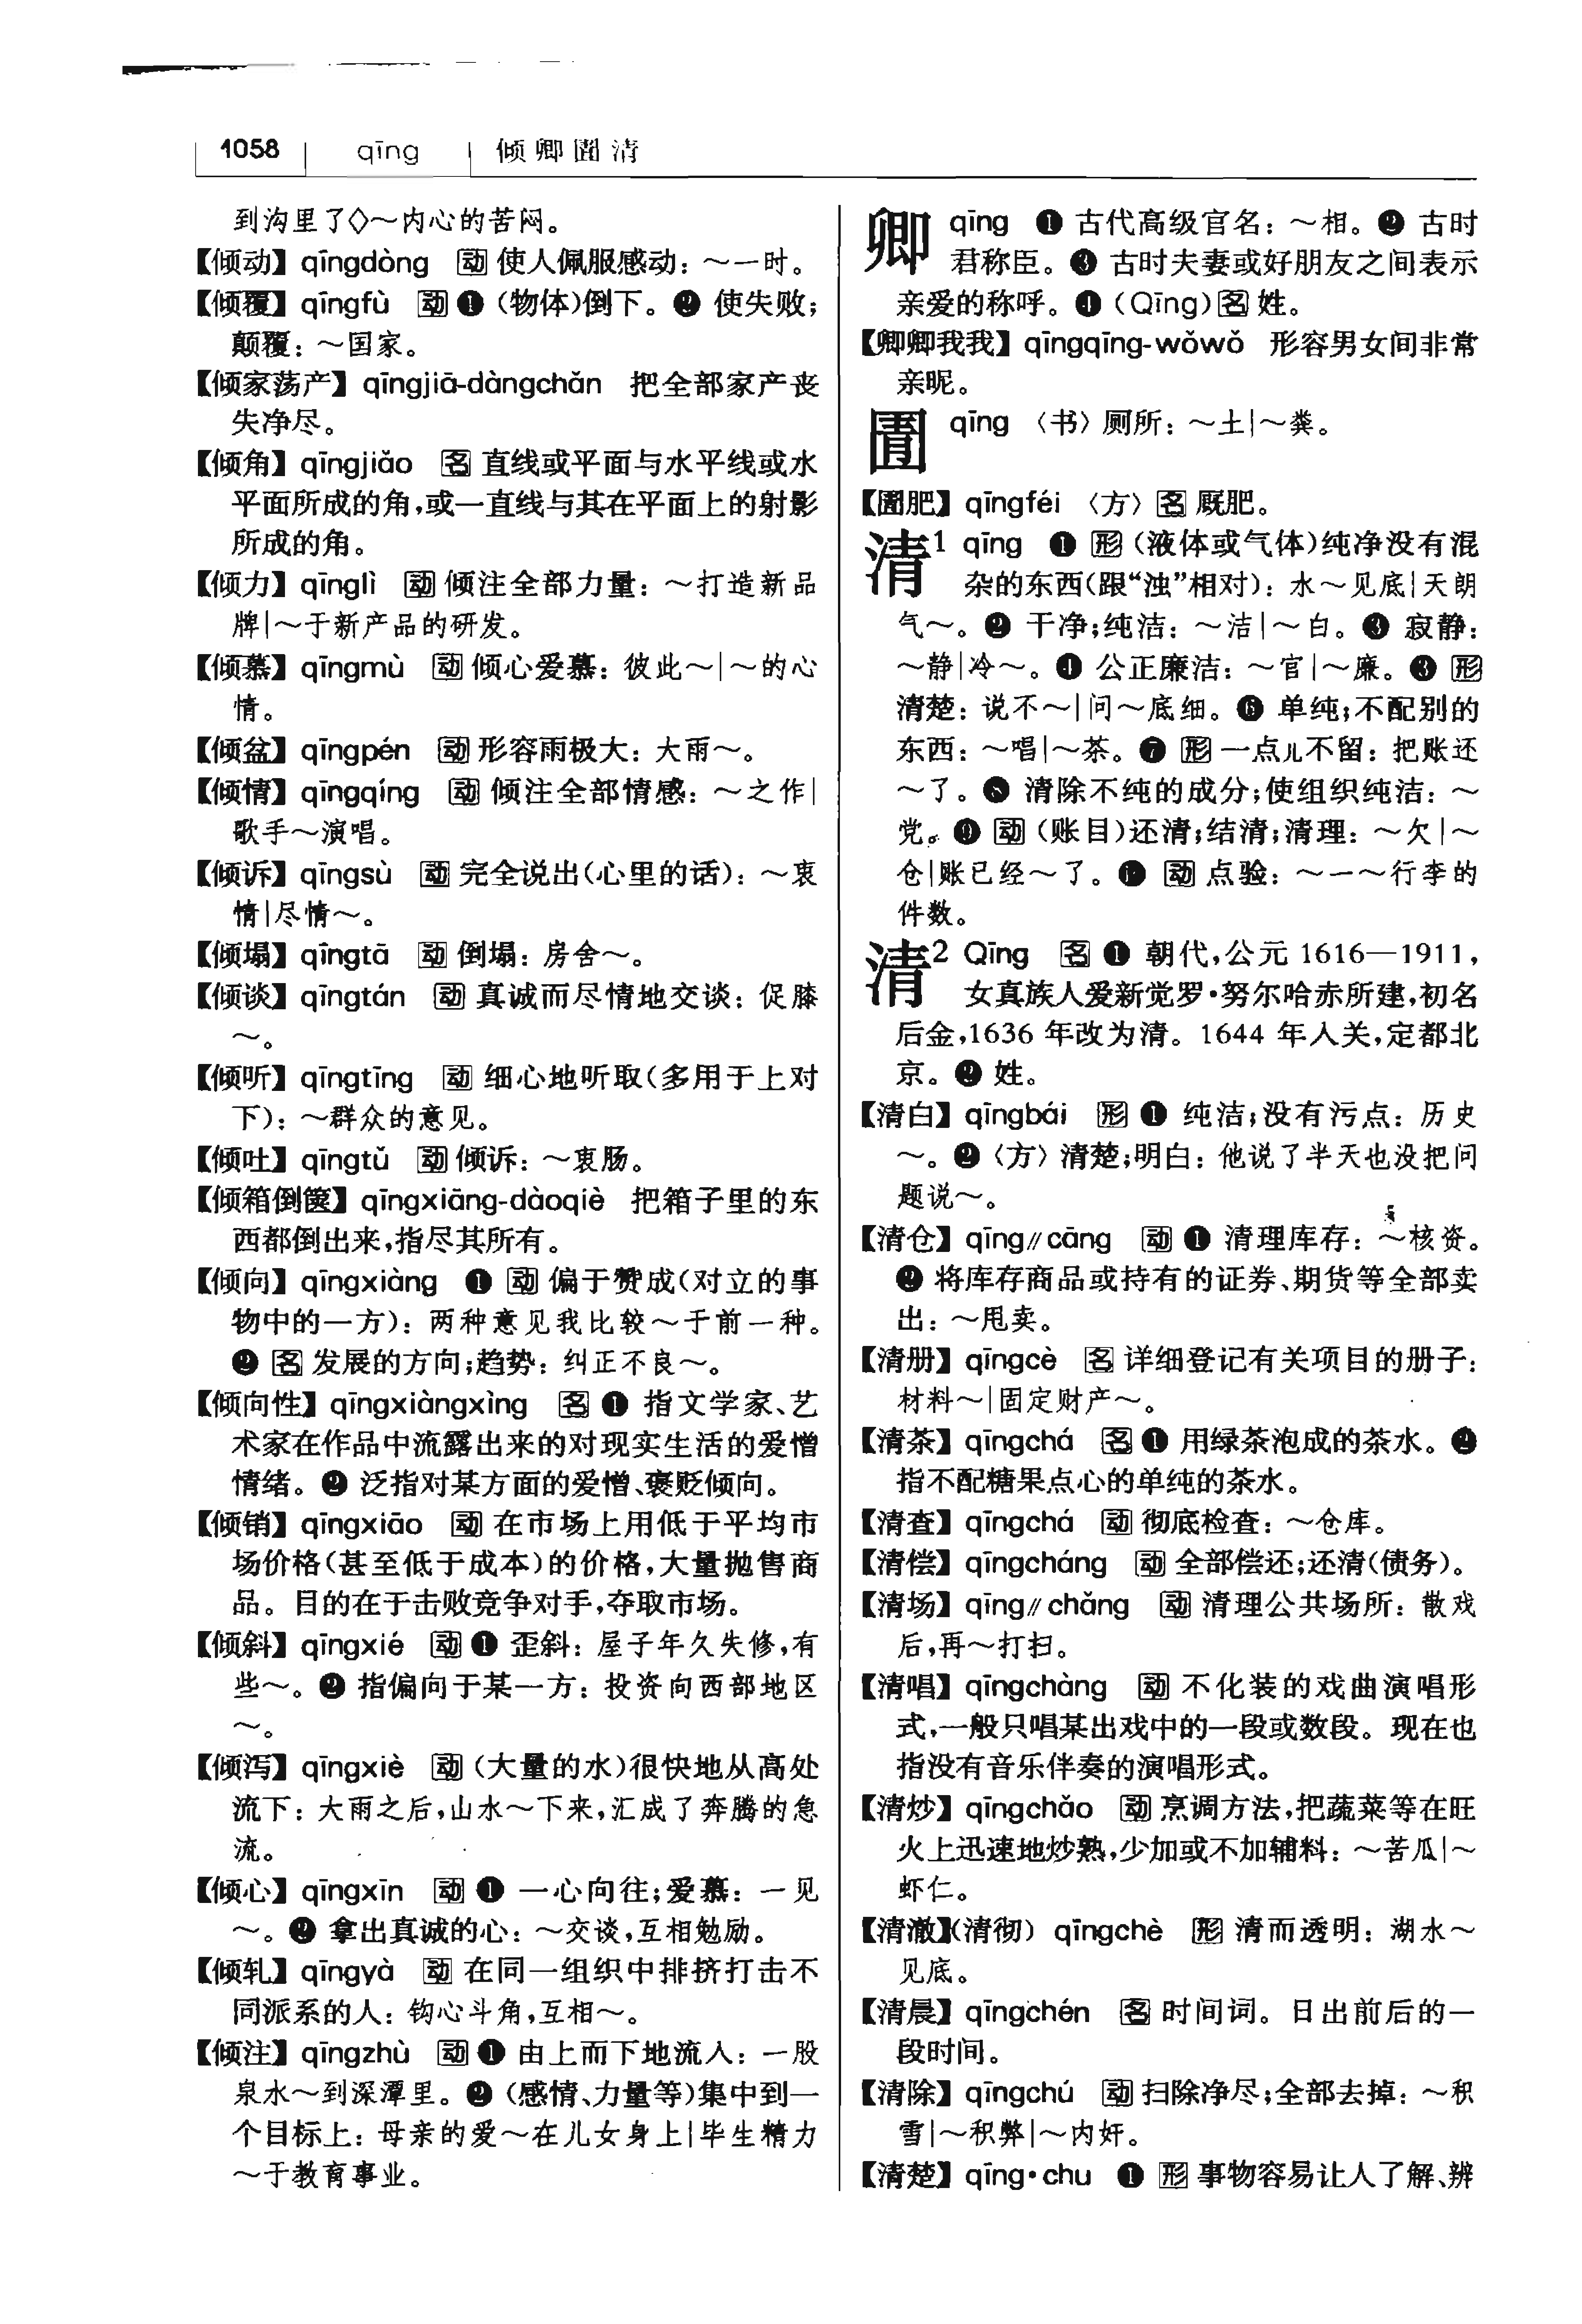 1058 qīng 倾卿圊清
到沟里了◇～内心的苦闷。
【倾动】qīngdòng 动 使人佩服感动：～一时。
【倾覆】qīngfù 动 ❶（物体）倒下。❷ 使失败；
颠覆：～国家。
【倾家荡产】qīngjiā-dàngchǎn 把全部家产丧
失净尽。
【倾角】qīngjiǎo 名 直线或平面与水平线或水
平面所成的角，或一直线与其在平面上的射影
所成的角。
【倾力】qīnglì 动 倾注全部力量：～打造新品
牌|～于新产品的研发。
【倾慕】qīngmù 动 倾心爱慕：彼此～|～的心
情。
【倾盆】qīngpén 动 形容雨极大：大雨～。
【倾情】qīngqíng 动 倾注全部情感：～之作|
歌手～演唱。
【倾诉】qīngsù 动 完全说出（心里的话）：～衷
情|尽情～。
【倾塌】qīngtā 动 倒塌：房舍～。
【倾谈】qīngtán 动 真诚而尽情地交谈：促膝
～。
【倾听】qīngtīng 动 细心地听取（多用于上对
下）：～群众的意见。
【倾吐】qīngtǔ 动 倾诉：～衷肠。
【倾箱倒箧】qīngxiāng-dàoqiè 把箱子里的东
西都倒出来，指尽其所有。
【倾向】qīngxiàng ❶ 动 偏于赞成（对立的事
物中的一方）：两种意见我比较～于前一种。
❷ 名 发展的方向；趋势：纠正不良～。
【倾向性】qīngxiàngxìng 名 ❶ 指文学家、艺
术家在作品中流露出来的对现实生活的爱憎
情绪。❷ 泛指对某方面的爱憎、褒贬倾向。
【倾销】qīngxiāo 动 在市场上用低于平均市
场价格（甚至低于成本）的价格，大量抛售商
品。目的在于击败竞争对手，夺取市场。
【倾斜】qīngxié 动 ❶ 歪斜：屋子年久失修，有
些～。❷ 指偏向于某一方：投资向西部地区
～。
【倾泻】qīngxiè 动（大量的水）很快地从高处
流下：大雨之后，山水～下来，汇成了奔腾的急
流。
【倾心】qīngxīn 动 ❶ 一心向往；爱慕：一见
～。❷ 拿出真诚的心：～交谈，互相勉励。
【倾轧】qīngyà 动 在同一组织中排挤打击不
同派系的人：钩心斗角，互相～。
【倾注】qīngzhù 动 ❶ 由上而下地流入：一股
泉水～到深潭里。❷（感情、力量等）集中到一
个目标上：母亲的爱～在儿女身上|毕生精力
～于教育事业。
卿 qīng ❶ 古代高级官名：～相。❷ 古时
君称臣。❸ 古时夫妻或好朋友之间表示
亲爱的称呼。❹（Qīng）名 姓。
【卿卿我我】qīngqīng-wǒwǒ 形容男女间非常
亲昵。
圊 qīng 〈书〉厕所：～土|～粪。
【圊肥】qīngféi 〈方〉名 厩肥。
清1 qīng ❶ 形（液体或气体）纯净没有混
杂的东西（跟“浊”相对）：水～见底|天朗
气～。❷ 干净；纯洁：～洁|～白。❸ 寂静：
～静|冷～。❹ 公正廉洁：～官|～廉。❺ 形
清楚：说不～|问～底细。❻ 单纯；不配别的
东西：～唱|～茶。❼ 形 一点儿不留：把账还
～了。❽ 清除不纯的成分；使组织纯洁：～
党。❾ 动（账目）还清；结清；清理：～欠|～
仓|账已经～了。❿ 动 点验：～一～行李的
件数。
清2 Qīng 名 ❶ 朝代，公元1616—1911，
女真族人爱新觉罗·努尔哈赤所建，初名
后金，1636 年改为清。1644 年入关，定都北
京。❷ 姓。
【清白】qīngbái 形 ❶ 纯洁；没有污点：历史
～。❷〈方〉清楚；明白：他说了半天也没把问
题说～。
【清仓】qīng//cāng 动 ❶ 清理库存：～核资。
❷ 将库存商品或持有的证券、期货等全部卖
出：～甩卖。
【清册】qīngcè 名 详细登记有关项目的册子：
材料～|固定财产～。
【清茶】qīngchá 名 ❶ 用绿茶泡成的茶水。❷
指不配糖果点心的单纯的茶水。
【清查】qīngchá 动 彻底检查：～仓库。
【清偿】qīngcháng 动 全部偿还；还清（债务）。
【清场】qīng//chǎng 动 清理公共场所：散戏
后，再～打扫。
【清唱】qīngchàng 动 不化装的戏曲演唱形
式，一般只唱某出戏中的一段或数段。现在也
指没有音乐伴奏的演唱形式。
【清炒】qīngchǎo 动 烹调方法，把蔬菜等在旺
火上迅速地炒熟，少加或不加辅料：～苦瓜|～
虾仁。
【清澈】（清彻）qīngchè 形 清而透明：湖水～
见底。
【清晨】qīngchén 名 时间词。日出前后的一
段时间。
【清除】qīngchú 动 扫除净尽；全部去掉：～积
雪|～积弊|～内奸。
【清楚】qīng·chu ❶ 形 事物容易让人了解、辨